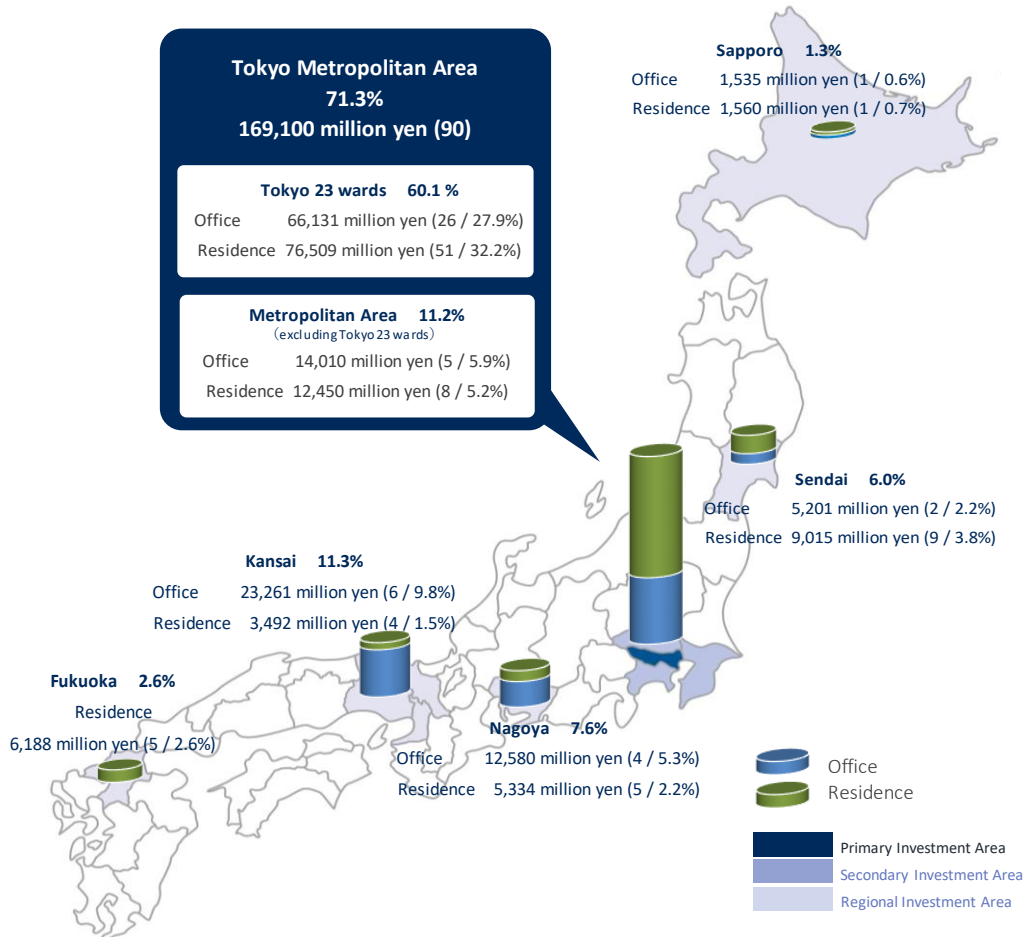 Tokyo Metropolitan Area
71.3%
169,100 million yen (90)
Tokyo 23 wards 60.1 %
Office 66,131 million yen (26 / 27.9%)
Residence 76,509 million yen (51 / 32.2%)
Metropolitan Area 11.2%
(excluding Tokyo 23 wards)
Office 14,010 million yen (5 / 5.9%)
Residence 12,450 million yen (8 / 5.2%)
Sapporo 1.3%
Office 1,535 million yen (1 / 0.6%)
Residence 1,560 million yen (1 / 0.7%)
Sendai 6.0%
Office 5,201 million yen (2 / 2.2%)
Residence 9,015 million yen (9 / 3.8%)
Kansai 11.3%
Office 23,261 million yen (6 / 9.8%)
Residence 3,492 million yen (4 / 1.5%)
Fukuoka 2.6%
Residence
6,188 million yen (5 / 2.6%)
Nagoya 7.6%
Office 12,580 million yen (4 / 5.3%)
Residence 5,334 million yen (5 / 2.2%)
Office
Residence
Primary Investment Area
Secondary Investment Area
Regional Investment Area